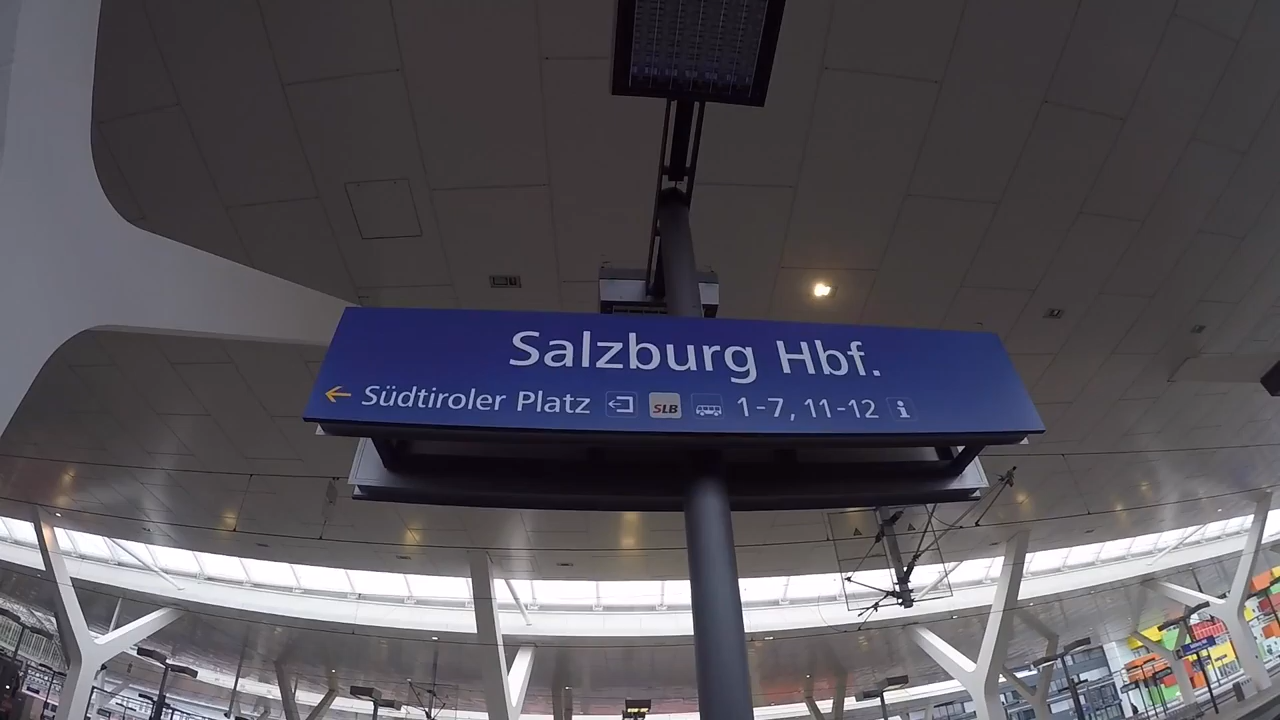 Salzburg Hbf.
← Südtiroler Platz SLB 1-7, 11-12 i